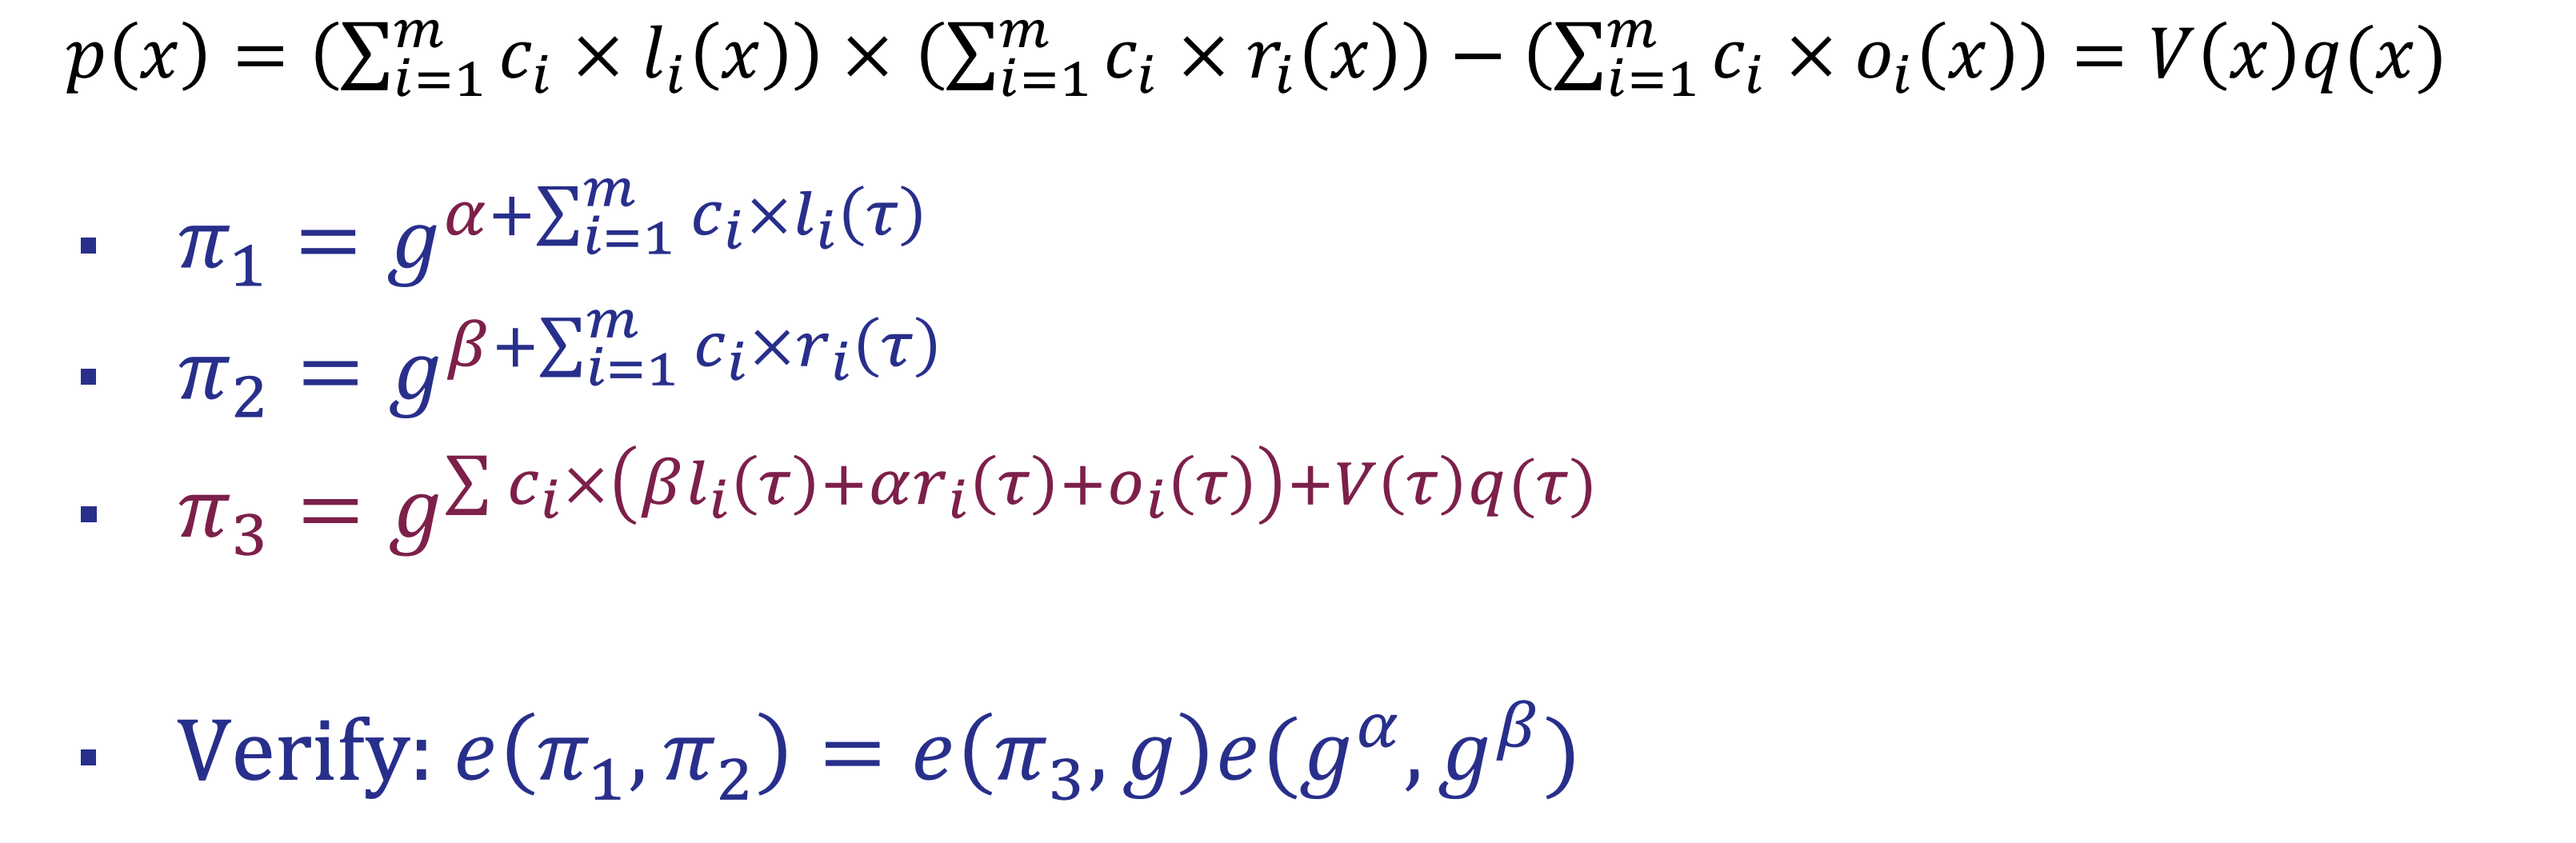 p(x) = (∑_{i=1}^{m} c_i × l_i(x)) × (∑_{i=1}^{m} c_i × r_i(x)) − (∑_{i=1}^{m} c_i × o_i(x)) = V(x)q(x)
▪ π_1 = g^{α+∑_{i=1}^{m} c_i×l_i(τ)}
▪ π_2 = g^{β+∑_{i=1}^{m} c_i×r_i(τ)}
▪ π_3 = g^{∑ c_i×(βl_i(τ)+αr_i(τ)+o_i(τ))+V(τ)q(τ)}
▪ Verify: e(π_1, π_2) = e(π_3, g)e(g^α, g^β)